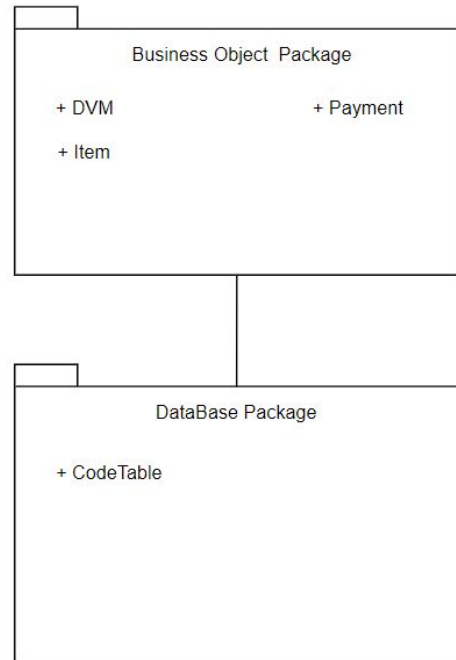 Business Object Package
+ DVM
+ Payment
+ Item
DataBase Package
+ CodeTable